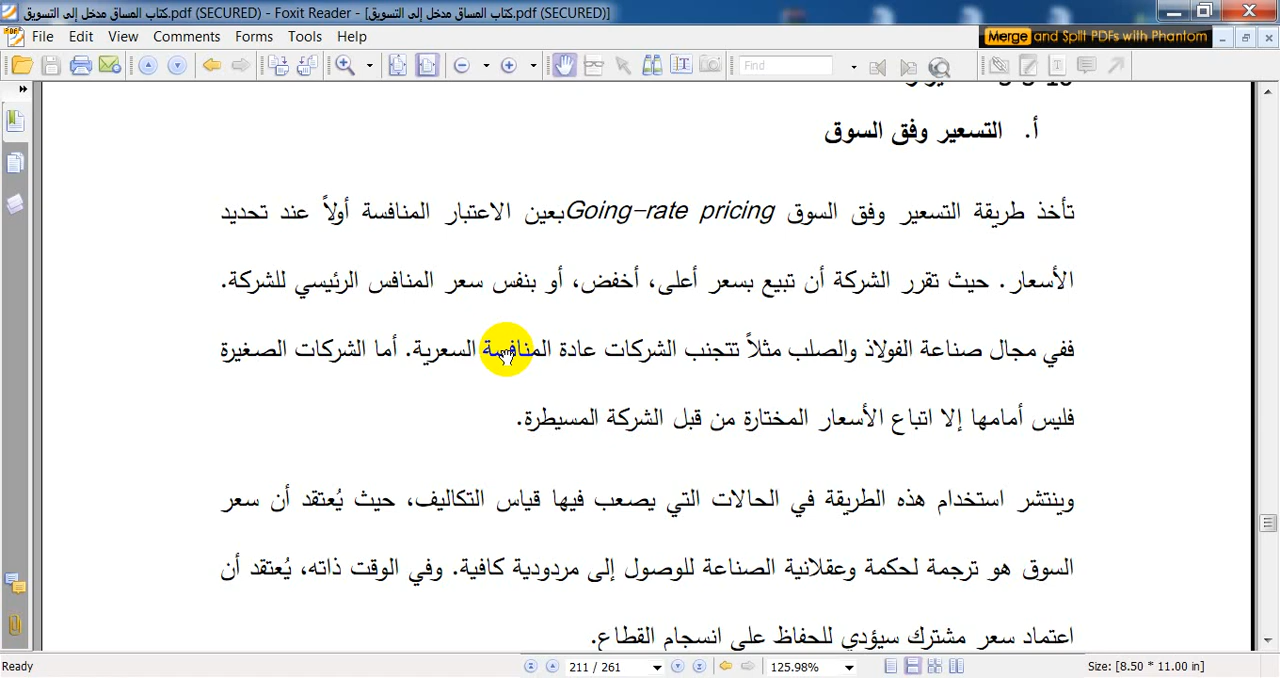 كتاب المساق مدخل إلى التسويق.pdf (SECURED) - Foxit Reader - [كتاب المساق مدخل إلى التسويق.pdf (SECURED)]
File Edit View Comments Forms Tools Help
Merge and Split PDFs with Phantom
Find
أ. التسعير وفق السوق
تأخذ طريقة التسعير وفق السوق Going-rate pricing بعين الاعتبار المنافسة أولاً عند تحديد
الأسعار. حيث تقرر الشركة أن تبيع بسعر أعلى، أخفض، أو بنفس سعر المنافس الرئيسي للشركة.
ففي مجال صناعة الفولاذ والصلب مثلاً تتجنب الشركات عادة المنافسة السعرية. أما الشركات الصغيرة
فليس أمامها إلا اتباع الأسعار المختارة من قبل الشركة المسيطرة.
وينتشر استخدام هذه الطريقة في الحالات التي يصعب فيها قياس التكاليف، حيث يُعتقد أن سعر
السوق هو ترجمة لحكمة وعقلانية الصناعة للوصول إلى مردودية كافية. وفي الوقت ذاته، يُعتقد أن
اعتماد سعر مشترك سيؤدي للحفاظ على انسجام القطاع.
Ready
211 / 261
125.98%
Size: [8.50 * 11.00 in]